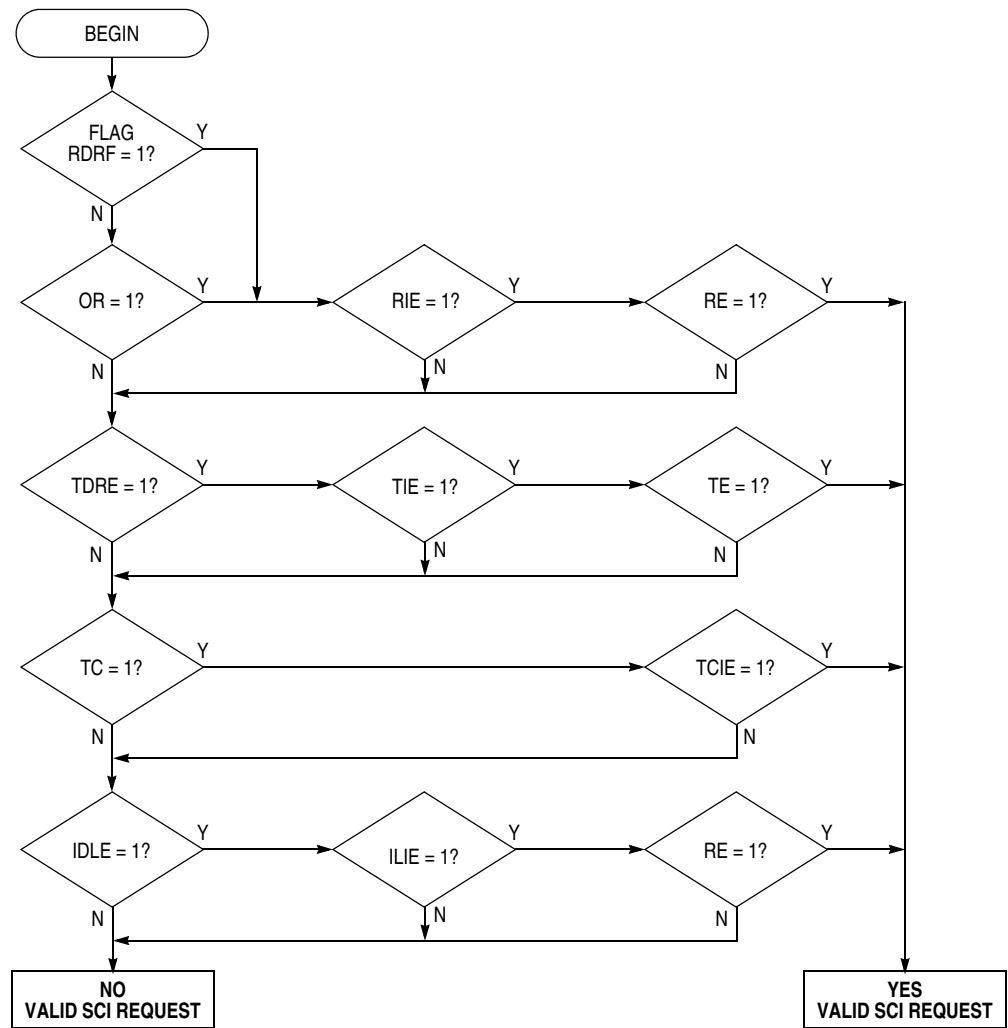 BEGIN
FLAG
RDRF = 1?
Y
N
OR = 1?
Y
N
RIE = 1?
Y
N
RE = 1?
Y
N
TDRE = 1?
Y
N
TIE = 1?
Y
N
TE = 1?
Y
N
TC = 1?
Y
N
TCIE = 1?
Y
N
IDLE = 1?
Y
N
ILIE = 1?
Y
N
RE = 1?
Y
N
NO
VALID SCI REQUEST
YES
VALID SCI REQUEST